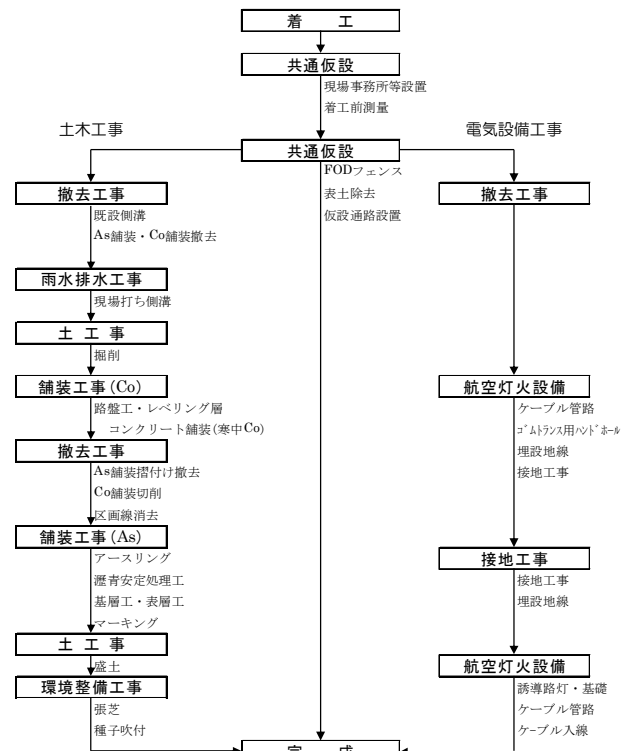 着　工
共通仮設
現場事務所等設置
着工前測量
土木工事
電気設備工事
共通仮設
FODフェンス
表土除去
仮設通路設置
撤去工事
既設側溝
As舗装・Co舗装撤去
雨水排水工事
現場打ち側溝
土 工 事
掘削
舗装工事(Co)
路盤工・レベリング層
コンクリート舗装(寒中Co)
撤去工事
As舗装摺付け撤去
Co舗装切削
区画線消去
舗装工事(As)
アースリング
瀝青安定処理工
基層工・表層工
マーキング
土 工 事
盛土
環境整備工事
張芝
種子吹付
撤去工事
航空灯火設備
ケーブル管路
ｺﾞﾑﾄﾗﾝｽ用ﾊﾝﾄﾞﾎｰﾙ
埋設地線
接地工事
接地工事
接地工事
埋設地線
航空灯火設備
誘導路灯・基礎
ケーブル管路
ケｰブル入線
完　成